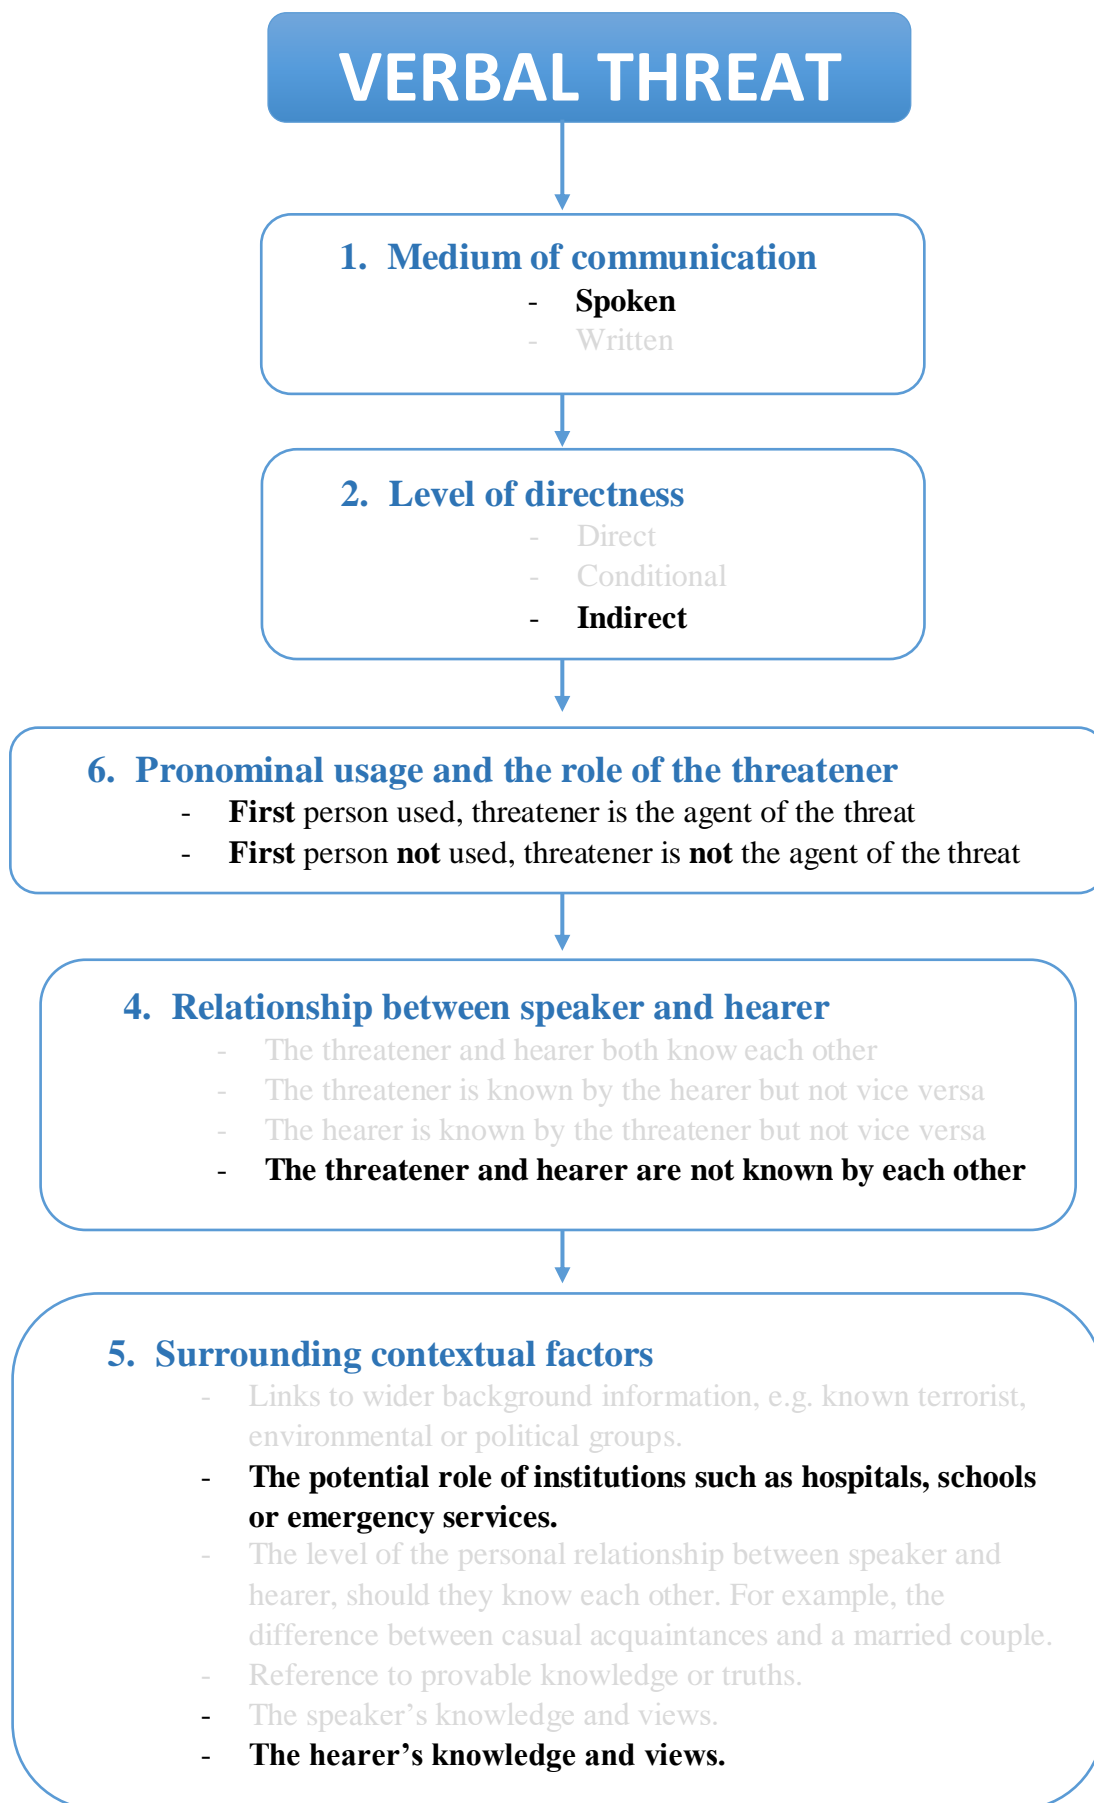 VERBAL THREAT
1. Medium of communication
- Spoken
- Written
2. Level of directness
- Direct
- Conditional
- Indirect
6. Pronominal usage and the role of the threatener
- First person used, threatener is the agent of the threat
- First person not used, threatener is not the agent of the threat
4. Relationship between speaker and hearer
- The threatener and hearer both know each other
- The threatener is known by the hearer but not vice versa
- The hearer is known by the threatener but not vice versa
- The threatener and hearer are not known by each other
5. Surrounding contextual factors
- Links to wider background information, e.g. known terrorist,
environmental or political groups.
- The potential role of institutions such as hospitals, schools
or emergency services.
- The level of the personal relationship between speaker and
hearer, should they know each other. For example, the
difference between casual acquaintances and a married couple.
- Reference to provable knowledge or truths.
- The speaker’s knowledge and views.
- The hearer’s knowledge and views.